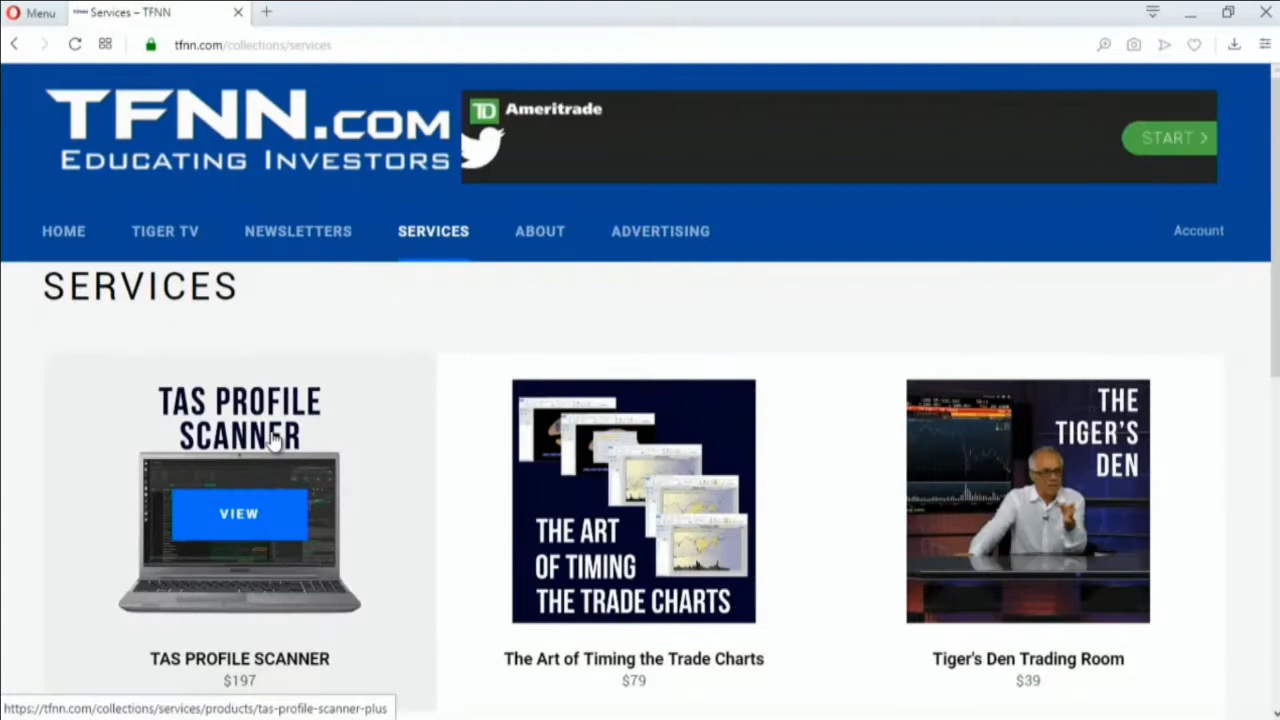 Menu
Services – TFNN
tfnn.com/collections/services
TFNN.COM
EDUCATING INVESTORS
TD Ameritrade
START >
HOME
TIGER TV
NEWSLETTERS
SERVICES
ABOUT
ADVERTISING
Account
SERVICES
TAS PROFILE
SCANNER
VIEW
TAS PROFILE SCANNER
$197
THE ART
OF TIMING
THE TRADE CHARTS
The Art of Timing the Trade Charts
$79
THE
TIGER'S
DEN
Tiger's Den Trading Room
$39
https://tfnn.com/collections/services/products/tas-profile-scanner-plus